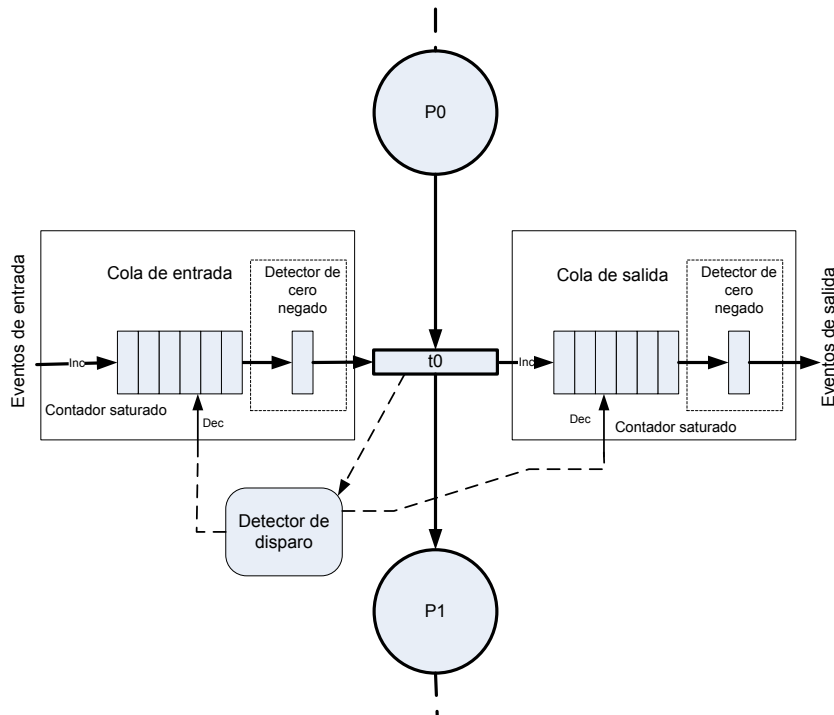 P0
Eventos de entrada
Cola de entrada
Detector de
cero
negado
Inc
Contador saturado
Dec
t0
Cola de salida
Detector de
cero
negado
Inc
Dec
Contador saturado
Eventos de salida
Detector de
disparo
P1